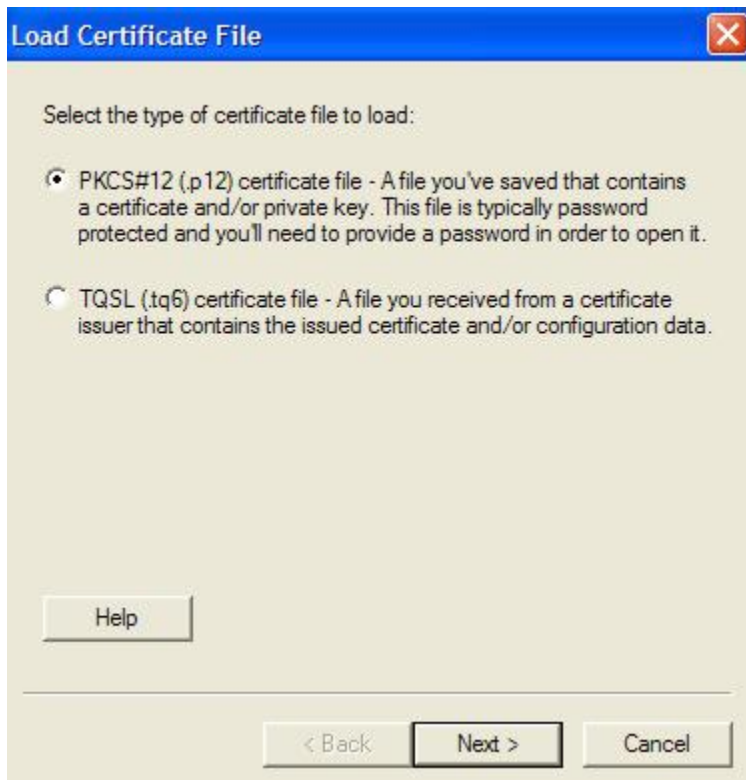 Load Certificate File
Select the type of certificate file to load:
PKCS#12 (.p12) certificate file - A file you've saved that contains
a certificate and/or private key. This file is typically password
protected and you'll need to provide a password in order to open it.
TQSL (.tq6) certificate file - A file you received from a certificate
issuer that contains the issued certificate and/or configuration data.
Help
< Back Next > Cancel